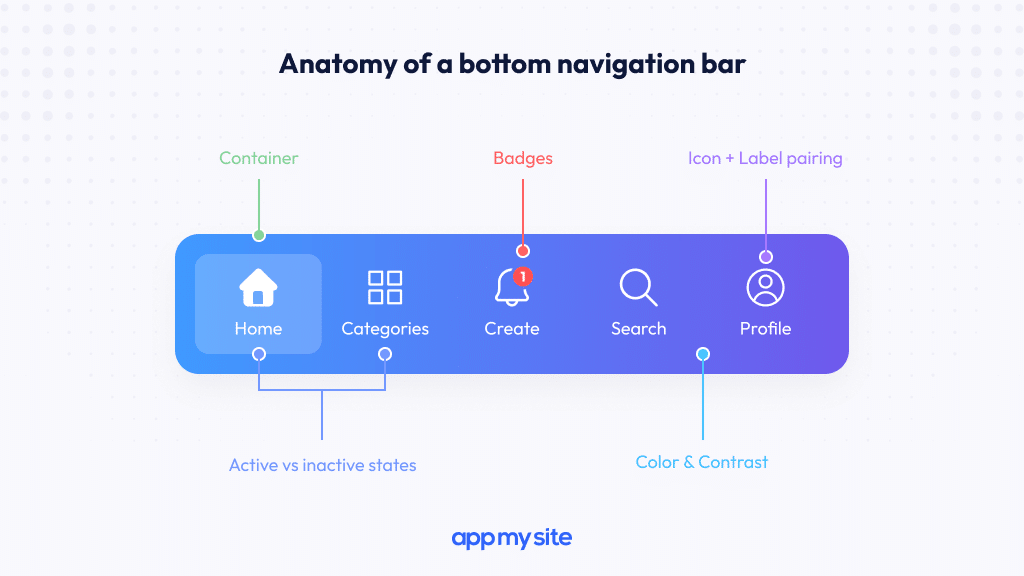 Anatomy of a bottom navigation bar
Container
Badges
Icon + Label pairing
1
Home
Categories
Create
Search
Profile
Active vs inactive states
Color & Contrast
appmysite